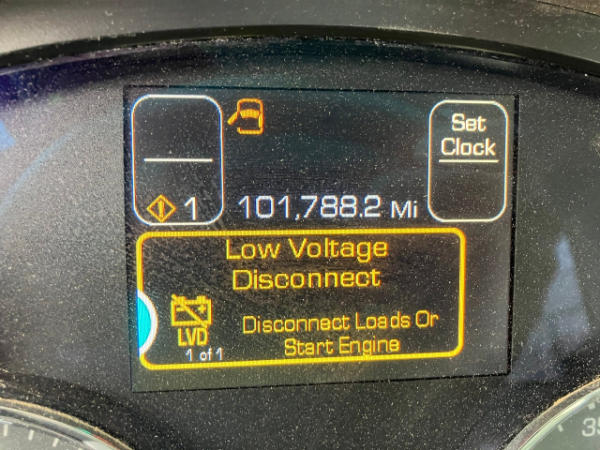 Set
Clock
1
101,788.2 Mi
Low Voltage
Disconnect
LVD
Disconnect Loads Or
Start Engine
1 of 1
35